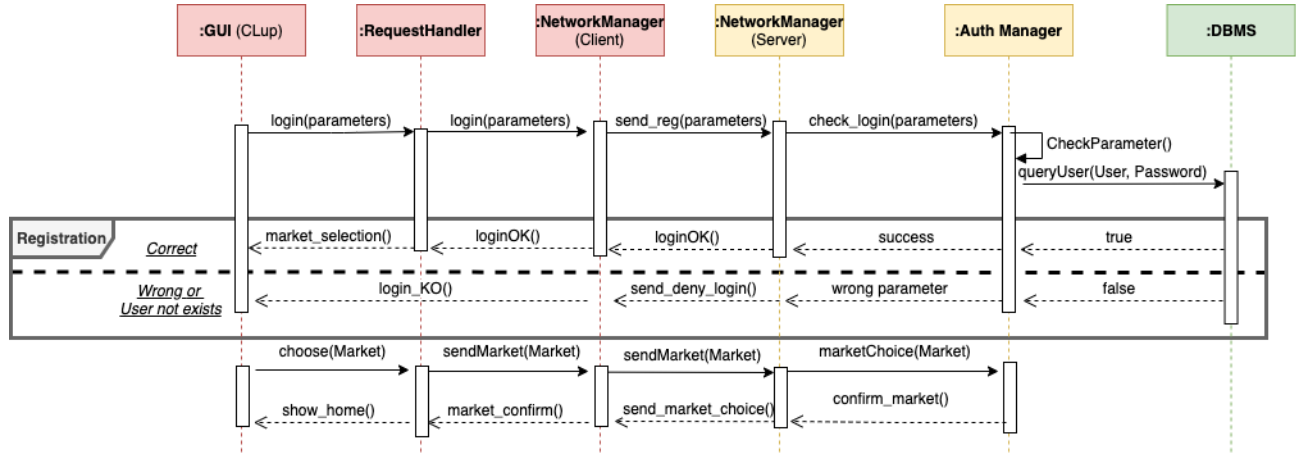 :GUI (CLup)
:RequestHandler
:NetworkManager
(Client)
:NetworkManager
(Server)
:Auth Manager
:DBMS
login(parameters)
login(parameters)
send_reg(parameters)
check_login(parameters)
CheckParameter()
queryUser(User, Password)
Registration
Correct
market_selection()
loginOK()
loginOK()
success
true
Wrong or
User not exists
login_KO()
send_deny_login()
wrong parameter
false
choose(Market)
sendMarket(Market)
sendMarket(Market)
marketChoice(Market)
show_home()
market_confirm()
send_market_choice()
confirm_market()